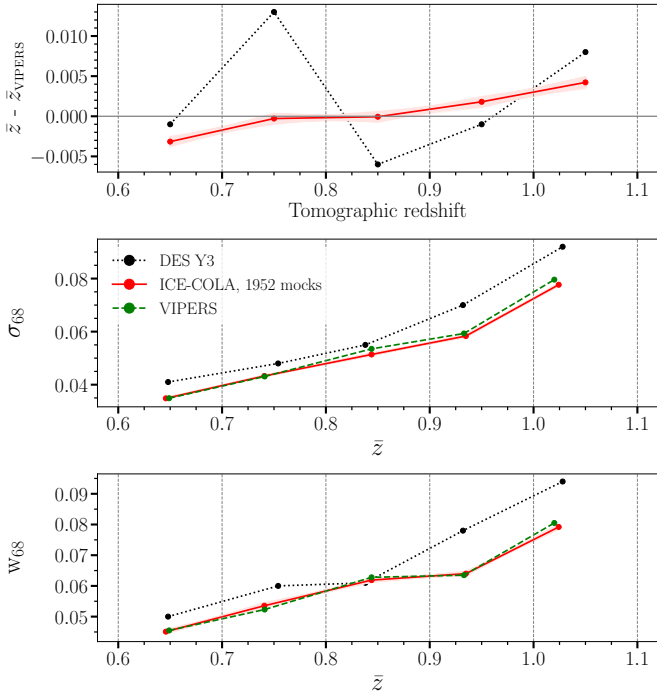 0.010
0.005
0.000
−0.005
z̄ - z̄VIPERS
0.6 0.7 0.8 0.9 1.0 1.1
Tomographic redshift
0.08
0.06
0.04
σ68
DES Y3
ICE-COLA, 1952 mocks
VIPERS
0.6 0.7 0.8 0.9 1.0 1.1
z̄
0.09
0.08
0.07
0.06
0.05
W68
0.6 0.7 0.8 0.9 1.0 1.1
z̄